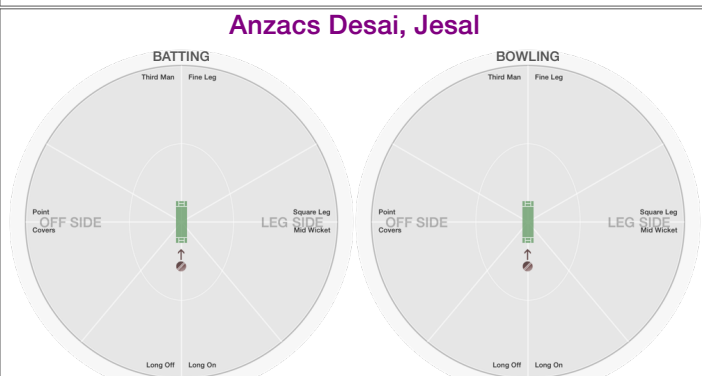 Anzacs Desai, Jesal
BATTING
Third Man Fine Leg
Point
OFF SIDE
Covers
Square Leg
LEG SIDE
Mid Wicket
Long Off Long On
BOWLING
Third Man Fine Leg
Point
OFF SIDE
Covers
Square Leg
LEG SIDE
Mid Wicket
Long Off Long On